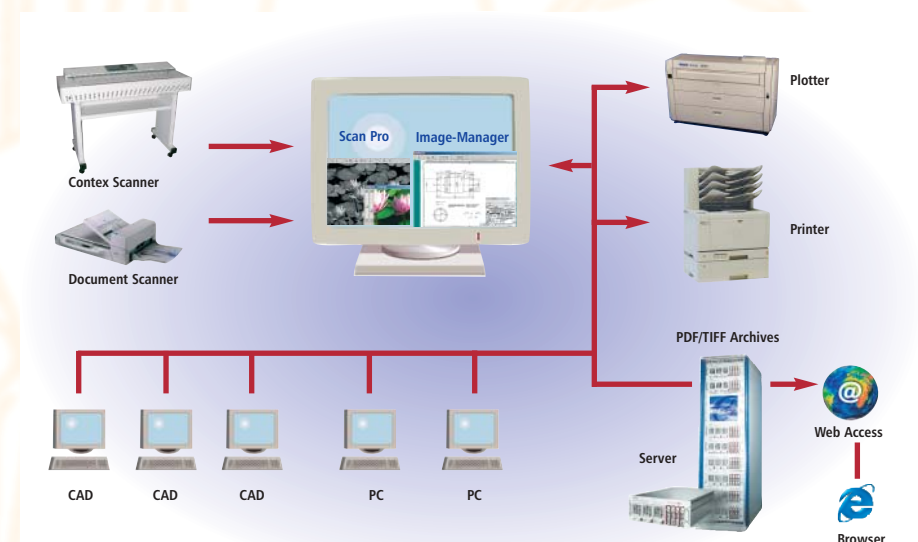 Plotter
Scan Pro
Image-Manager
Contex Scanner
Printer
Document Scanner
PDF/TIFF Archives
@
Web Access
Server
CAD
CAD
CAD
PC
PC
Browser